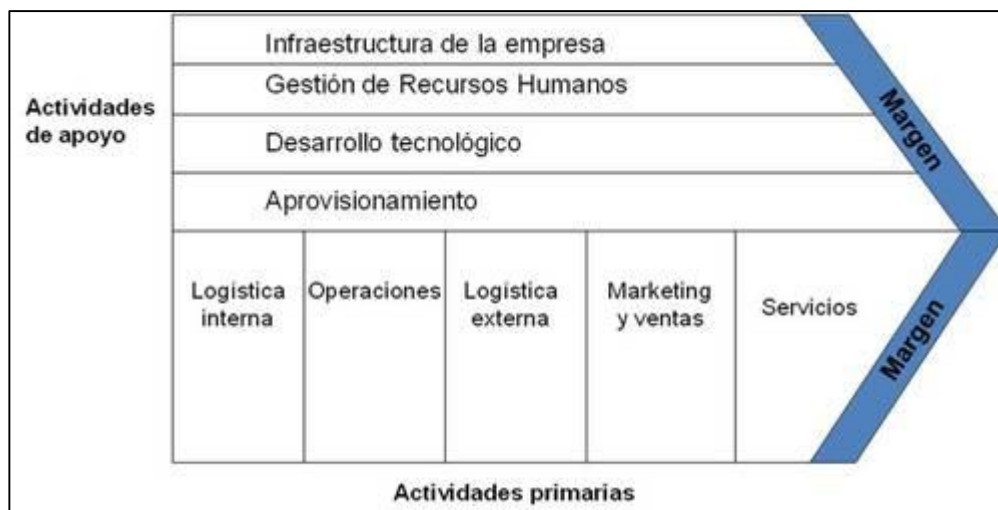 Infraestructura de la empresa
Gestión de Recursos Humanos
Actividades
de apoyo
Desarrollo tecnológico
Aprovisionamiento
Margen
Logística
interna
Operaciones
Logística
externa
Marketing
y ventas
Servicios
Margen
Actividades primarias